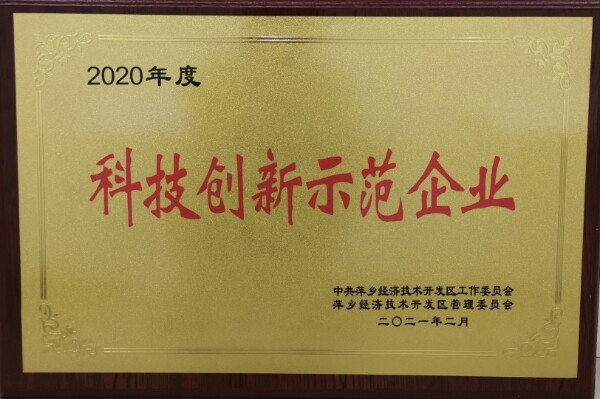 2020年度
科技创新示范企业
中共萍乡经济技术开发区工作委员会
萍乡经济技术开发区管理委员会
二〇二一年二月